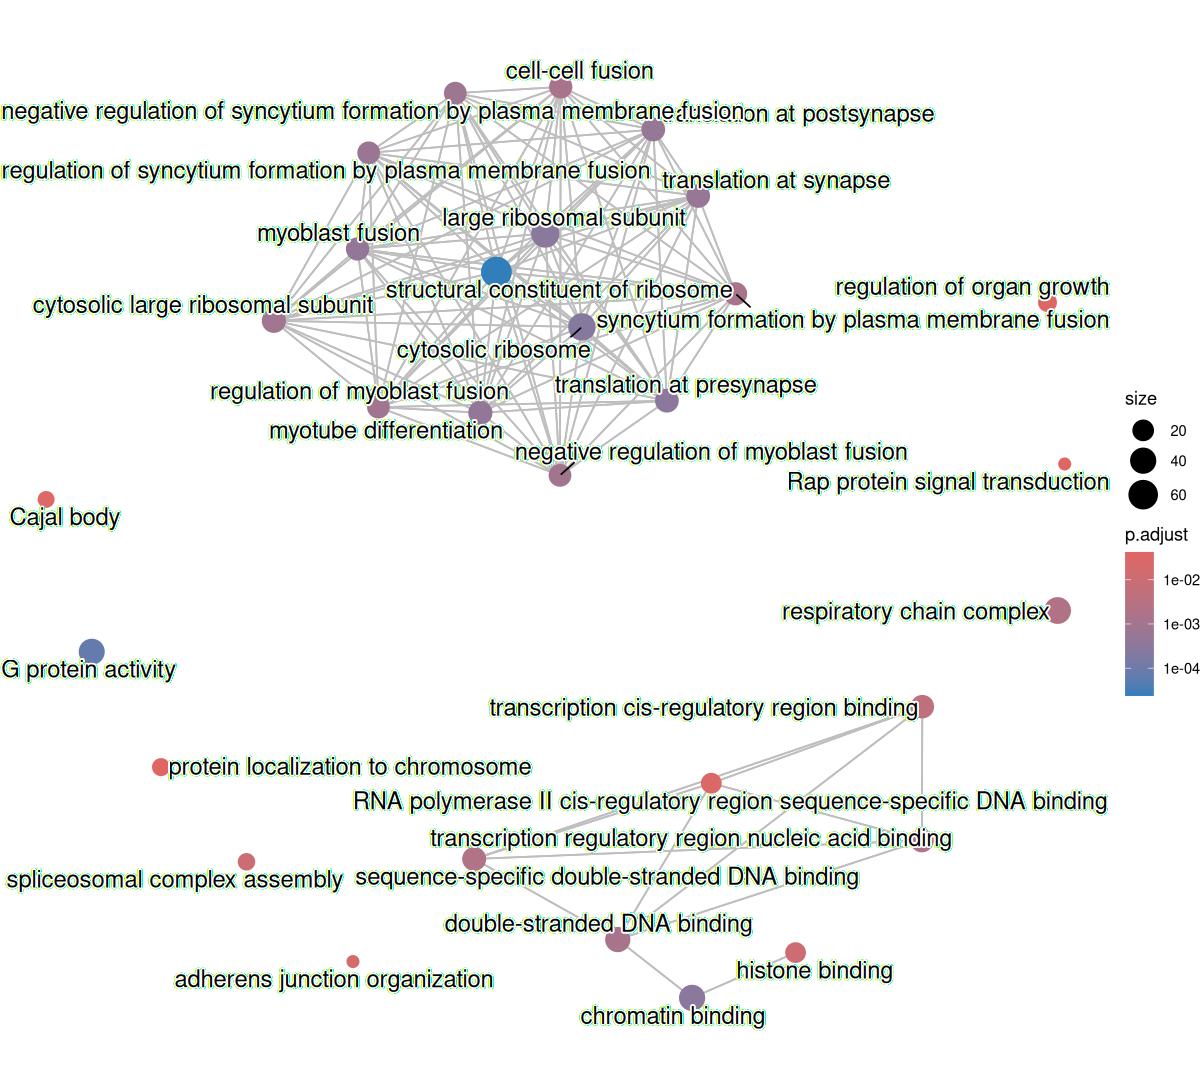 cell-cell fusion
negative regulation of syncytium formation by plasma membrane fusion
at postsynapse
regulation of syncytium formation by plasma membrane fusion
translation at synapse
large ribosomal subunit
myoblast fusion
structural constituent of ribosome
regulation of organ growth
cytosolic large ribosomal subunit
syncytium formation by plasma membrane fusion
cytosolic ribosome
translation at presynapse
regulation of myoblast fusion
myotube differentiation
negative regulation of myoblast fusion
Rap protein signal transduction
Cajal body
respiratory chain complex
G protein activity
transcription cis-regulatory region binding
protein localization to chromosome
RNA polymerase II cis-regulatory region sequence-specific DNA binding
transcription regulatory region nucleic acid binding
spliceosomal complex assembly
sequence-specific double-stranded DNA binding
double-stranded DNA binding
histone binding
adherens junction organization
chromatin binding
size
20
40
60
p.adjust
1e-02
1e-03
1e-04